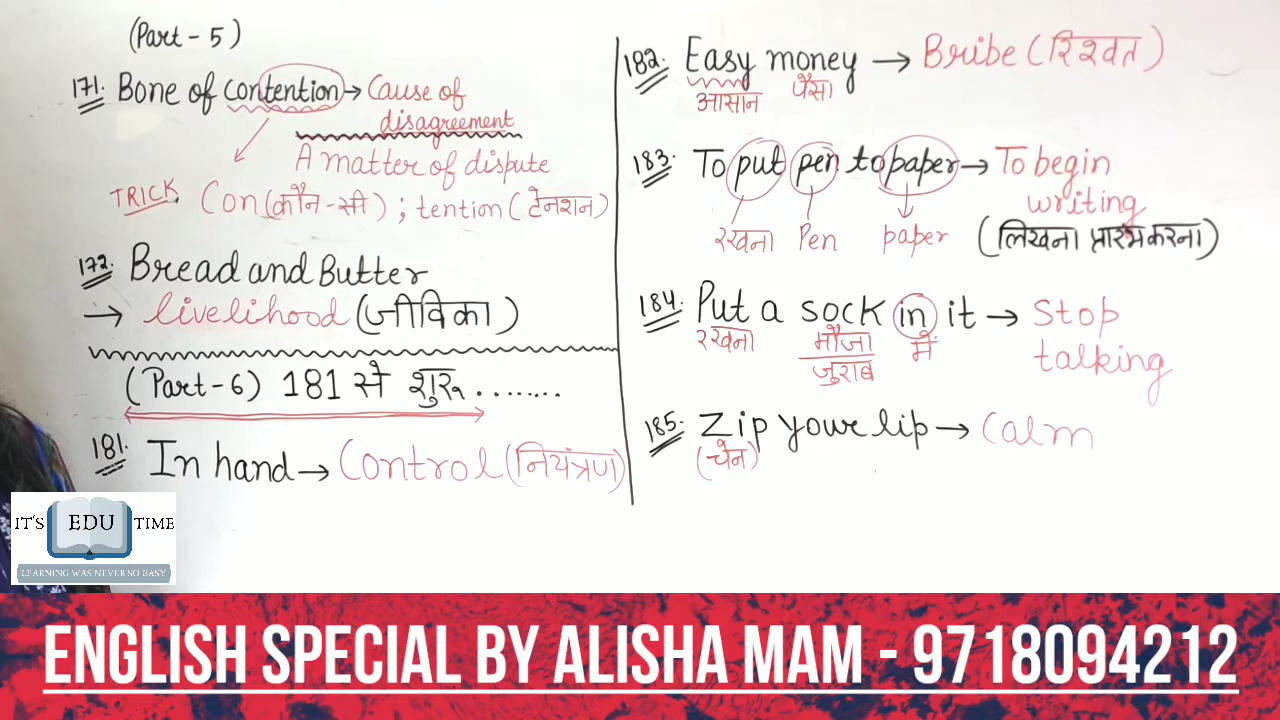 (Part - 5)
171. Bone of contention → Cause of
disagreement
A matter of dispute
TRICK. Con (कौन-सी) ; tention (टेनशन)
172. Bread and Butter
→ livelihood (जीविका)
(Part-6) 181 से शुरू ........
181. In hand → Control (नियंत्रण)
182. Easy money → Bribe (रिश्वत)
आसान पैसा
183. To put pen to paper → To begin
writing
रखना Pen paper (लिखना प्रारंभ करना)
184. Put a sock in it → Stop
talking
रखना मौजा में
जुराब
185. Zip your lip → Calm
(चेन)
IT'S EDU TIME
LEARNING WAS NEVER SO EASY
ENGLISH SPECIAL BY ALISHA MAM - 9718094212